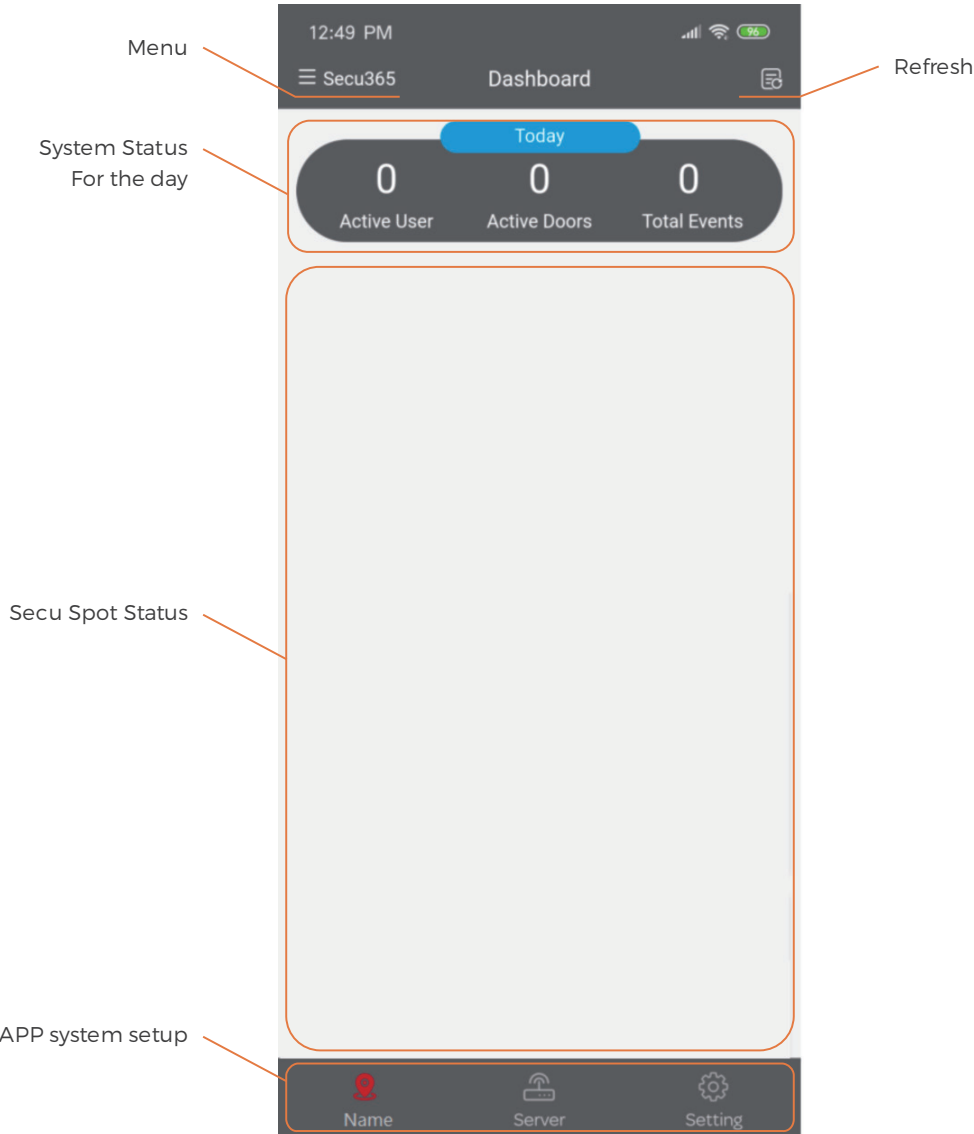 12:49 PM
96
Menu
Secu365
Dashboard
Refresh
Today
System Status
For the day
0
0
0
Active User
Active Doors
Total Events
Secu Spot Status
APP system setup
Name
Server
Setting